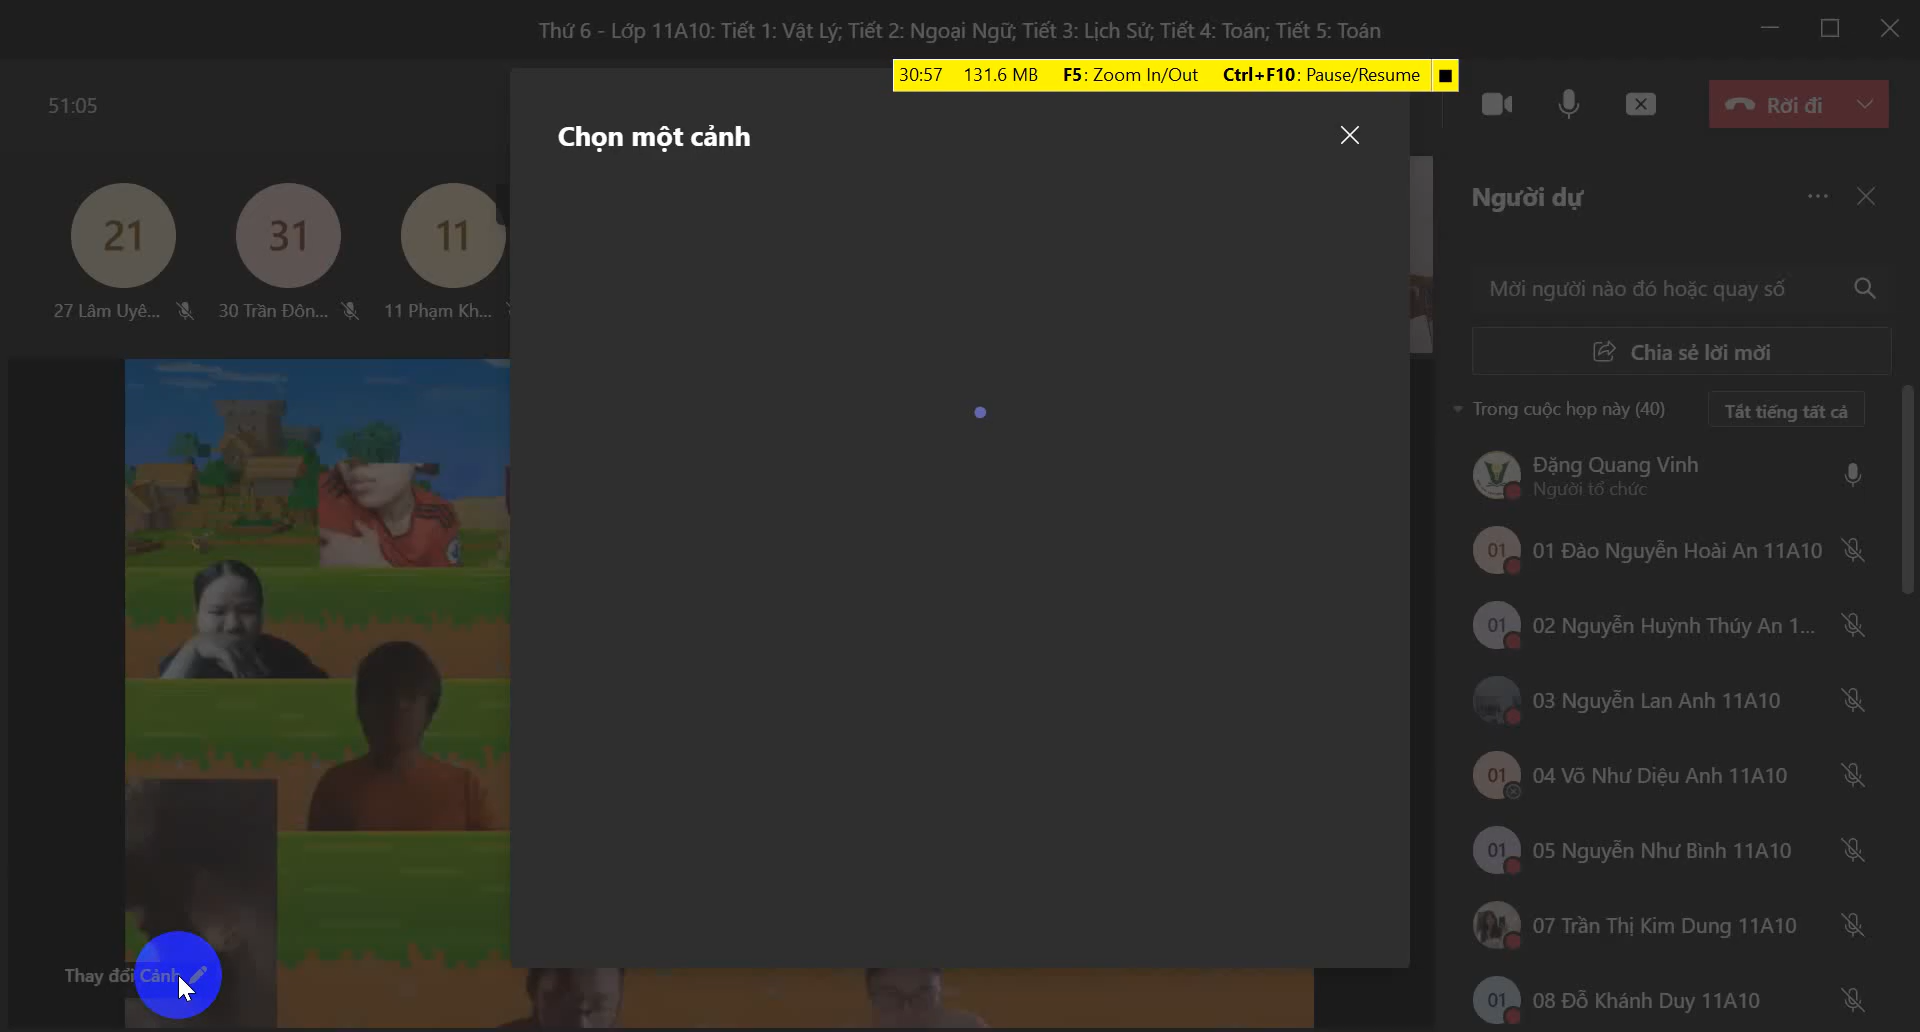 Thứ 6 - Lớp 11A10: Tiết 1: Vật Lý; Tiết 2: Ngoại Ngữ; Tiết 3: Lịch Sử; Tiết 4: Toán; Tiết 5: Toán
30:57 131.6 MB F5: Zoom In/Out Ctrl+F10: Pause/Resume
51:05
Rời đi
Chọn một cảnh
21
31
11
27 Lâm Uyê...
30 Trần Đôn...
11 Phạm Kh...
Người dự
Mời người nào đó hoặc quay số
Chia sẻ lời mời
Trong cuộc họp này (40)
Tắt tiếng tất cả
Đặng Quang Vinh
Người tổ chức
01 01 Đào Nguyễn Hoài An 11A10
01 02 Nguyễn Huỳnh Thúy An 1...
03 Nguyễn Lan Anh 11A10
01 04 Võ Như Diệu Anh 11A10
01 05 Nguyễn Như Bình 11A10
07 Trần Thị Kim Dung 11A10
01 08 Đỗ Khánh Duy 11A10
Thay đổi Cảnh